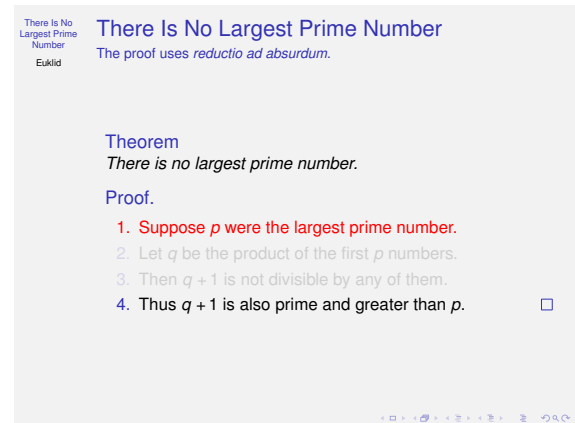 There Is No
Largest Prime
Number
Euklid
There Is No Largest Prime Number
The proof uses reductio ad absurdum.
Theorem
There is no largest prime number.
Proof.
1. Suppose p were the largest prime number.
2. Let q be the product of the first p numbers.
3. Then q + 1 is not divisible by any of them.
4. Thus q + 1 is also prime and greater than p.